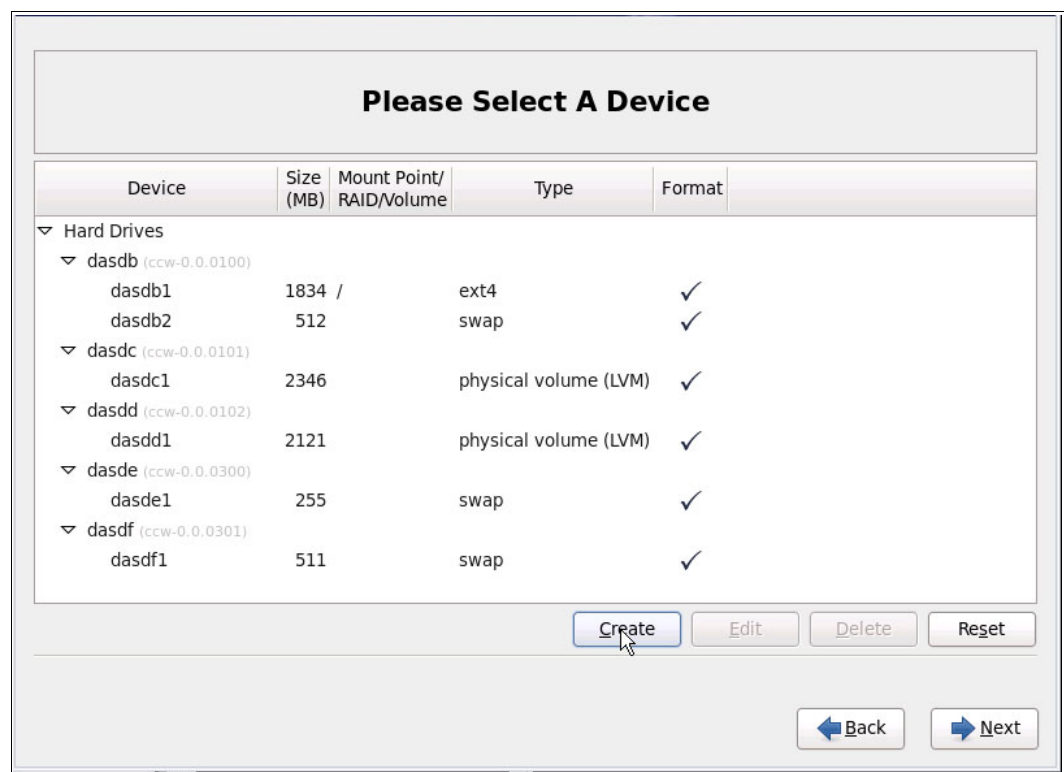 Please Select A Device
Device Size (MB) Mount Point/ RAID/Volume Type Format
Hard Drives
dasdb (ccw-0.0.0100)
dasdb1 1834 / ext4
dasdb2 512 swap
dasdc (ccw-0.0.0101)
dasdc1 2346 physical volume (LVM)
dasdd (ccw-0.0.0102)
dasdd1 2121 physical volume (LVM)
dasde (ccw-0.0.0300)
dasde1 255 swap
dasdf (ccw-0.0.0301)
dasdf1 511 swap
Create Edit Delete Reset
Back Next